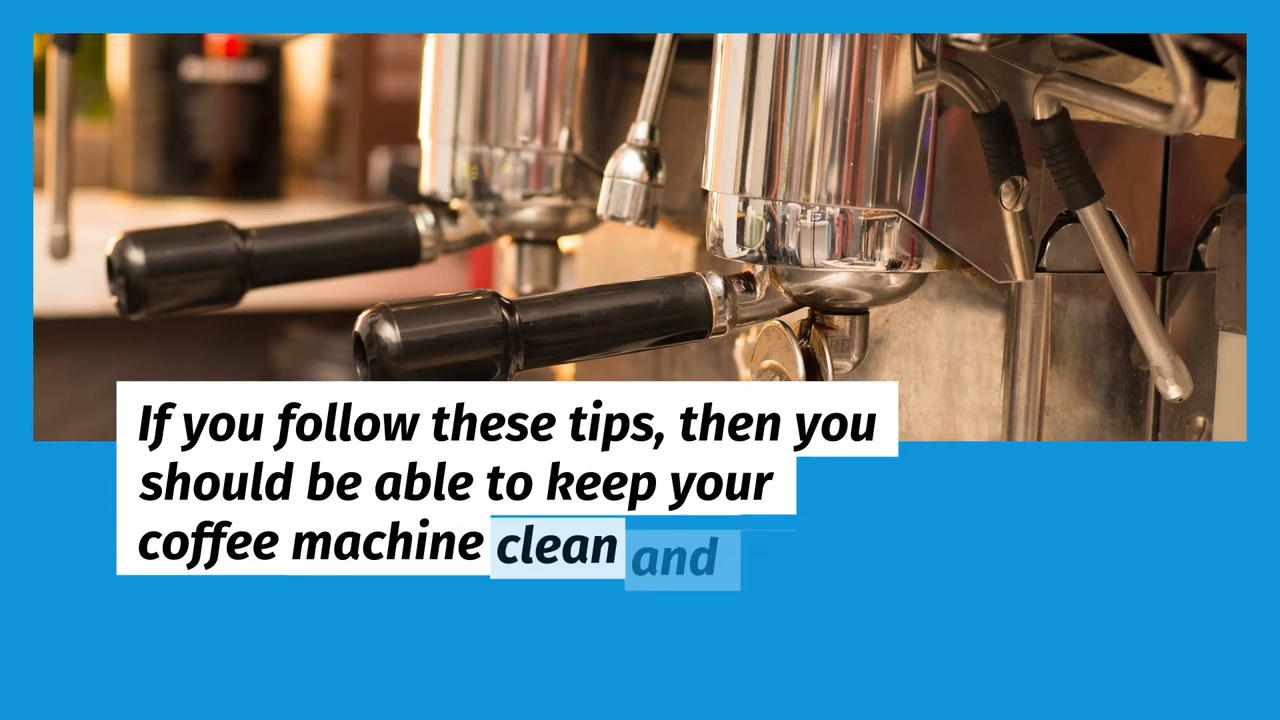 If you follow these tips, then you
should be able to keep your
coffee machine clean and